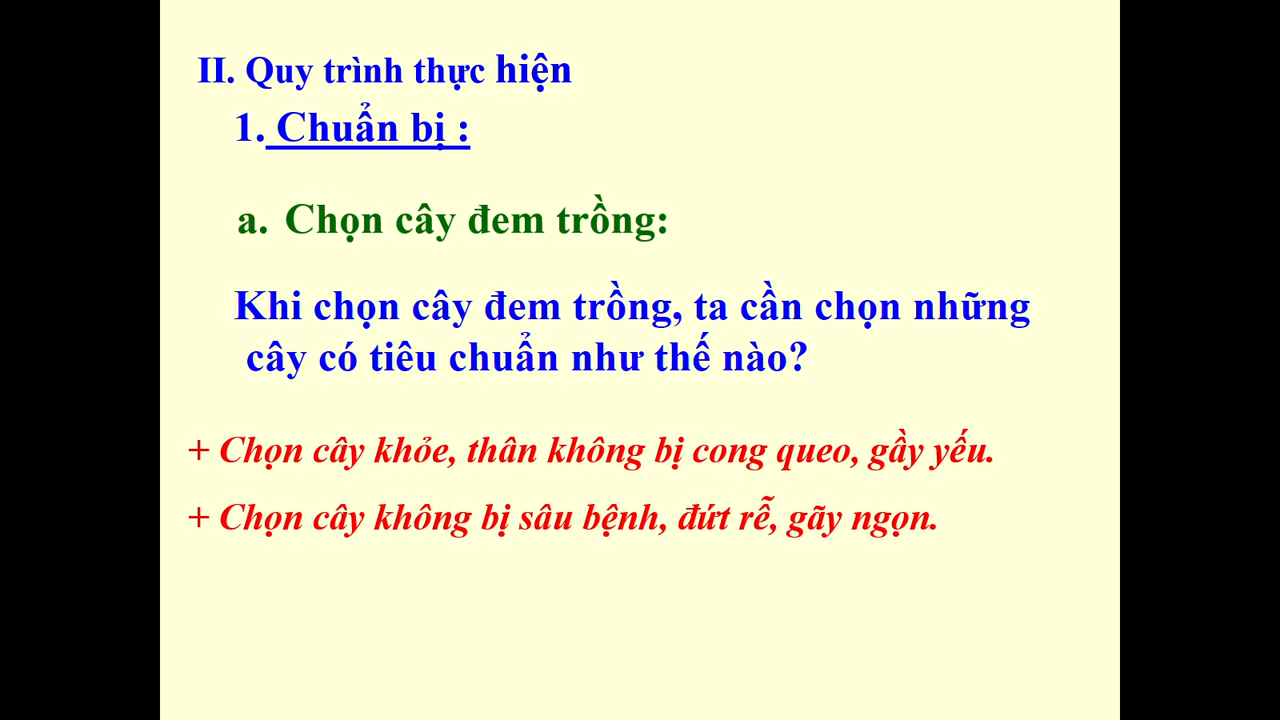 II. Quy trình thực hiện
1. Chuẩn bị :
a. Chọn cây đem trồng:
Khi chọn cây đem trồng, ta cần chọn những
cây có tiêu chuẩn như thế nào?
+ Chọn cây khỏe, thân không bị cong queo, gầy yếu.
+ Chọn cây không bị sâu bệnh, đứt rễ, gãy ngọn.